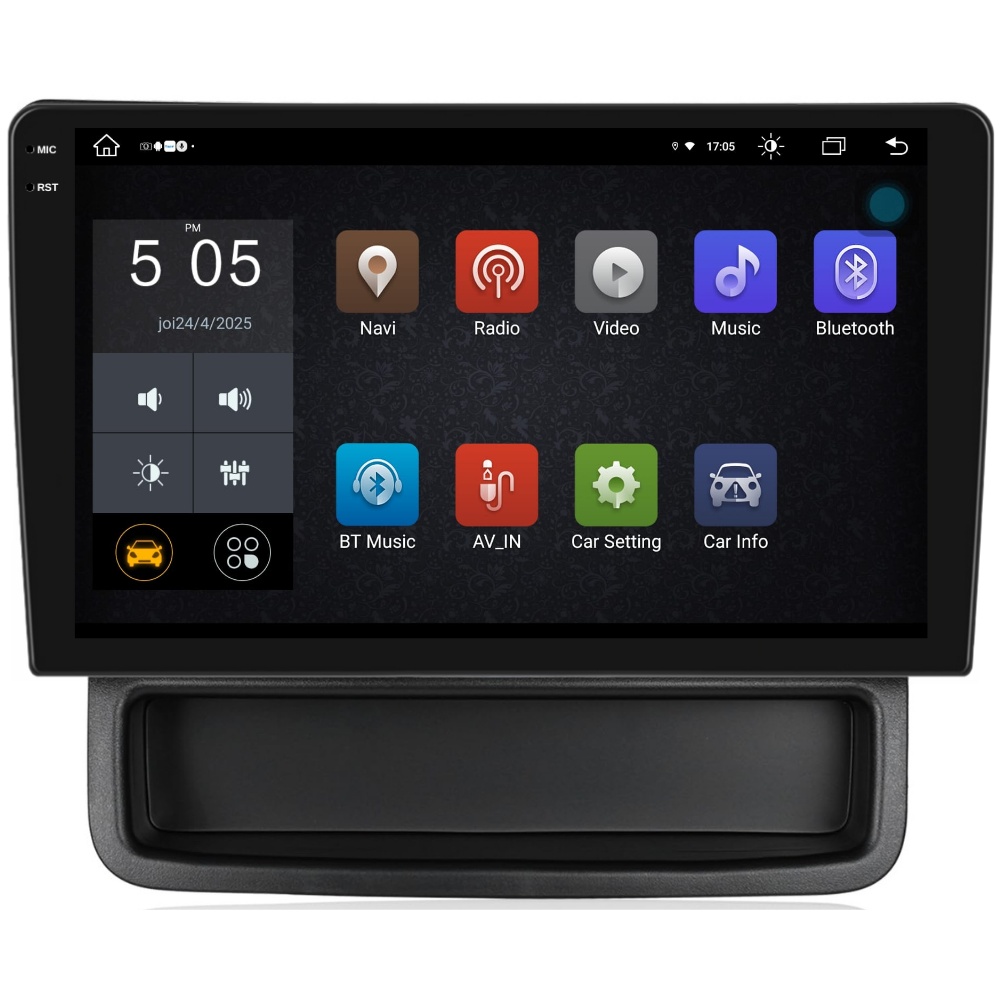 MIC
RST
17:05
PM
5 05
joi24/4/2025
Navi
Radio
Video
Music
Bluetooth
BT Music
AV_IN
Car Setting
Car Info